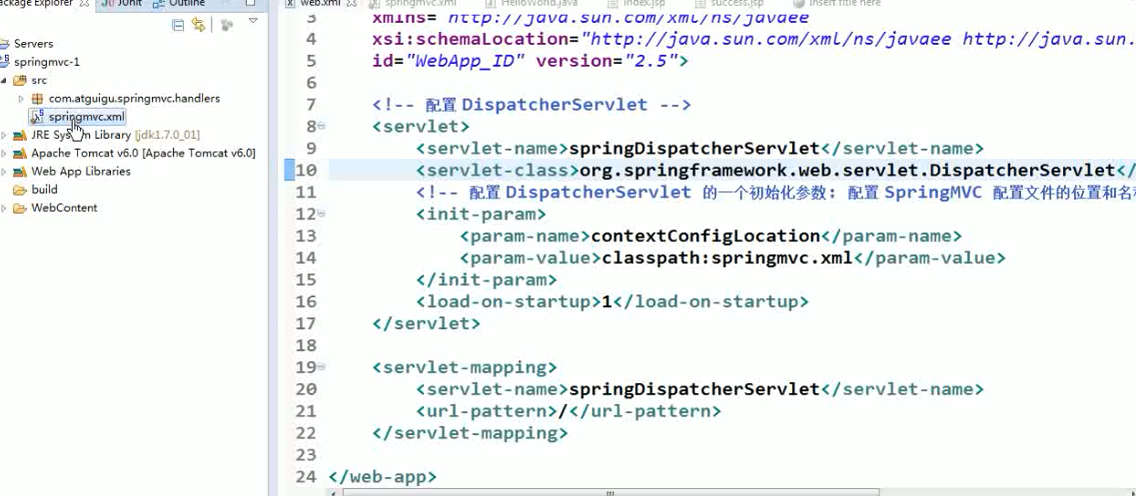 Package Explorer
JUnit
Outline
Servers
springmvc-1
src
com.atguigu.springmvc.handlers
springmvc.xml
JRE System Library [jdk1.7.0_01]
Apache Tomcat v6.0 [Apache Tomcat v6.0]
Web App Libraries
build
WebContent
web.xml
springmvc.xml
HelloWorld.java
index.jsp
success.jsp
Insert title here
3 xmlns="http://java.sun.com/xml/ns/javaee
4 xsi:schemaLocation="http://java.sun.com/xml/ns/javaee http://java.sun.
5 id="WebApp_ID" version="2.5">
6
7 <!-- 配置 DispatcherServlet -->
8 <servlet>
9 <servlet-name>springDispatcherServlet</servlet-name>
10 <servlet-class>org.springframework.web.servlet.DispatcherServlet</
11 <!-- 配置 DispatcherServlet 的一个初始化参数: 配置 SpringMVC 配置文件的位置和名
12 <init-param>
13 <param-name>contextConfigLocation</param-name>
14 <param-value>classpath:springmvc.xml</param-value>
15 </init-param>
16 <load-on-startup>1</load-on-startup>
17 </servlet>
18
19 <servlet-mapping>
20 <servlet-name>springDispatcherServlet</servlet-name>
21 <url-pattern>/</url-pattern>
22 </servlet-mapping>
23
24 </web-app>